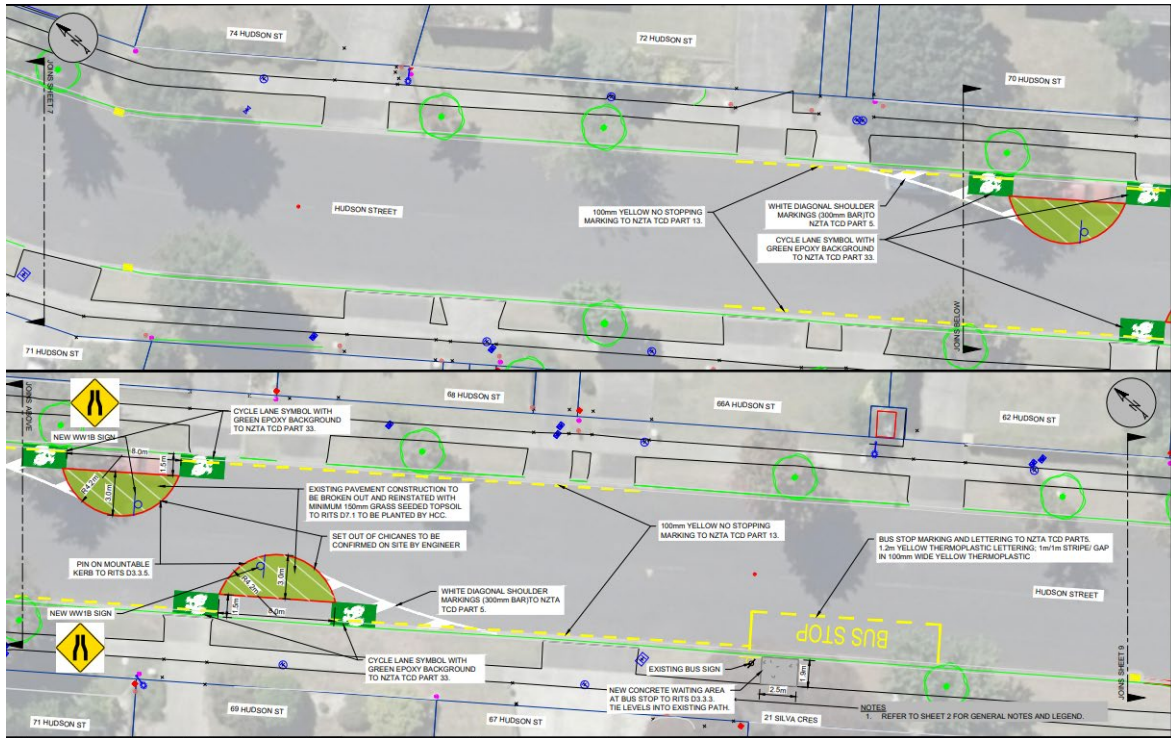 74 HUDSON ST
72 HUDSON ST
70 HUDSON ST
N
JOINS SHEET 7
HUDSON STREET
100mm YELLOW NO STOPPING
MARKING TO NZTA TCD PART 13.
WHITE DIAGONAL SHOULDER
MARKINGS (300mm BAR)TO
NZTA TCD PART 5.
CYCLE LANE SYMBOL WITH
GREEN EPOXY BACKGROUND
TO NZTA TCD PART 33.
JOINS BELOW
71 HUDSON ST
JOINS ABOVE
68 HUDSON ST
66A HUDSON ST
62 HUDSON ST
N
NEW WW1B SIGN
CYCLE LANE SYMBOL WITH
GREEN EPOXY BACKGROUND
TO NZTA TCD PART 33.
8.0m
1.5m
R4.2m
3.0m
EXISTING PAVEMENT CONSTRUCTION TO
BE BROKEN OUT AND REINSTATED WITH
MINIMUM 150mm GRASS SEEDED TOPSOIL
TO RITS D7.1 TO BE PLANTED BY HCC.
SET OUT OF CHICANES TO BE
CONFIRMED ON SITE BY ENGINEER
100mm YELLOW NO STOPPING
MARKING TO NZTA TCD PART 13.
BUS STOP MARKING AND LETTERING TO NZTA TCD PART5.
1.2m YELLOW THERMOPLASTIC LETTERING; 1m/1m STRIPE/ GAP
IN 100mm WIDE YELLOW THERMOPLASTIC
PIN ON MOUNTABLE
KERB TO RITS D3.3.5.
NEW WW1B SIGN
R4.2m
3.0m
1.5m
8.0m
WHITE DIAGONAL SHOULDER
MARKINGS (300mm BAR)TO NZTA
TCD PART 5.
HUDSON STREET
BUS STOP
CYCLE LANE SYMBOL WITH
GREEN EPOXY BACKGROUND
TO NZTA TCD PART 33.
EXISTING BUS SIGN
NEW CONCRETE WAITING AREA
AT BUS STOP TO RITS D3.3.3.
TIE LEVELS INTO EXISTING PATH.
2.5m
1.9m
JOINS SHEET 9
71 HUDSON ST
69 HUDSON ST
67 HUDSON ST
21 SILVA CRES
NOTES
1. REFER TO SHEET 2 FOR GENERAL NOTES AND LEGEND.